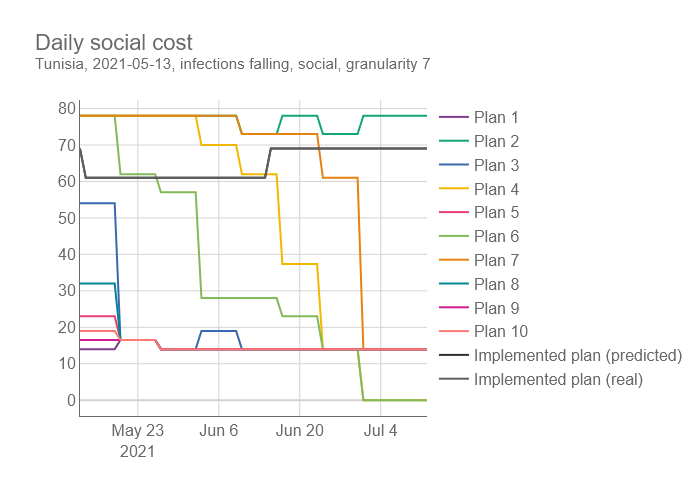 Daily social cost
Tunisia, 2021-05-13, infections falling, social, granularity 7
80
70
60
50
40
30
20
10
0
May 23
2021
Jun 6
Jun 20
Jul 4
Plan 1
Plan 2
Plan 3
Plan 4
Plan 5
Plan 6
Plan 7
Plan 8
Plan 9
Plan 10
Implemented plan (predicted)
Implemented plan (real)